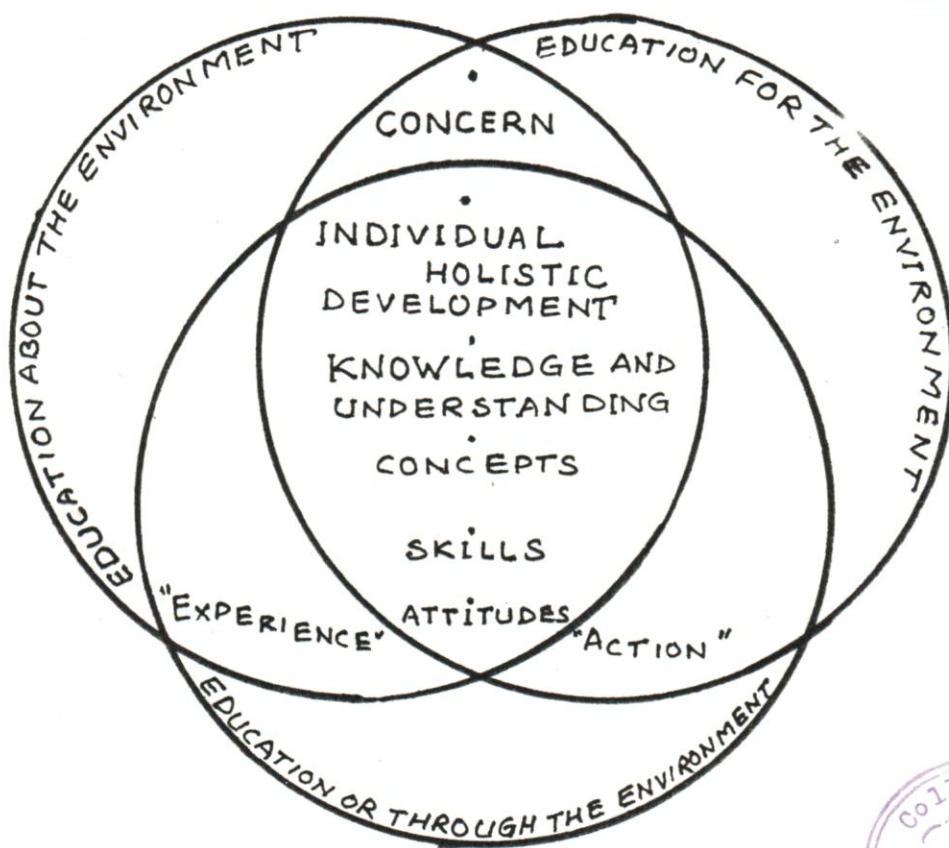 EDUCATION ABOUT THE ENVIRONMENT
EDUCATION FOR THE ENVIRONMENT
CONCERN
INDIVIDUAL
HOLISTIC
DEVELOPMENT
KNOWLEDGE AND
UNDERSTANDING
CONCEPTS
SKILLS
ATTITUDES
"EXPERIENCE"
"ACTION"
EDUCATION OR THROUGH THE ENVIRONMENT